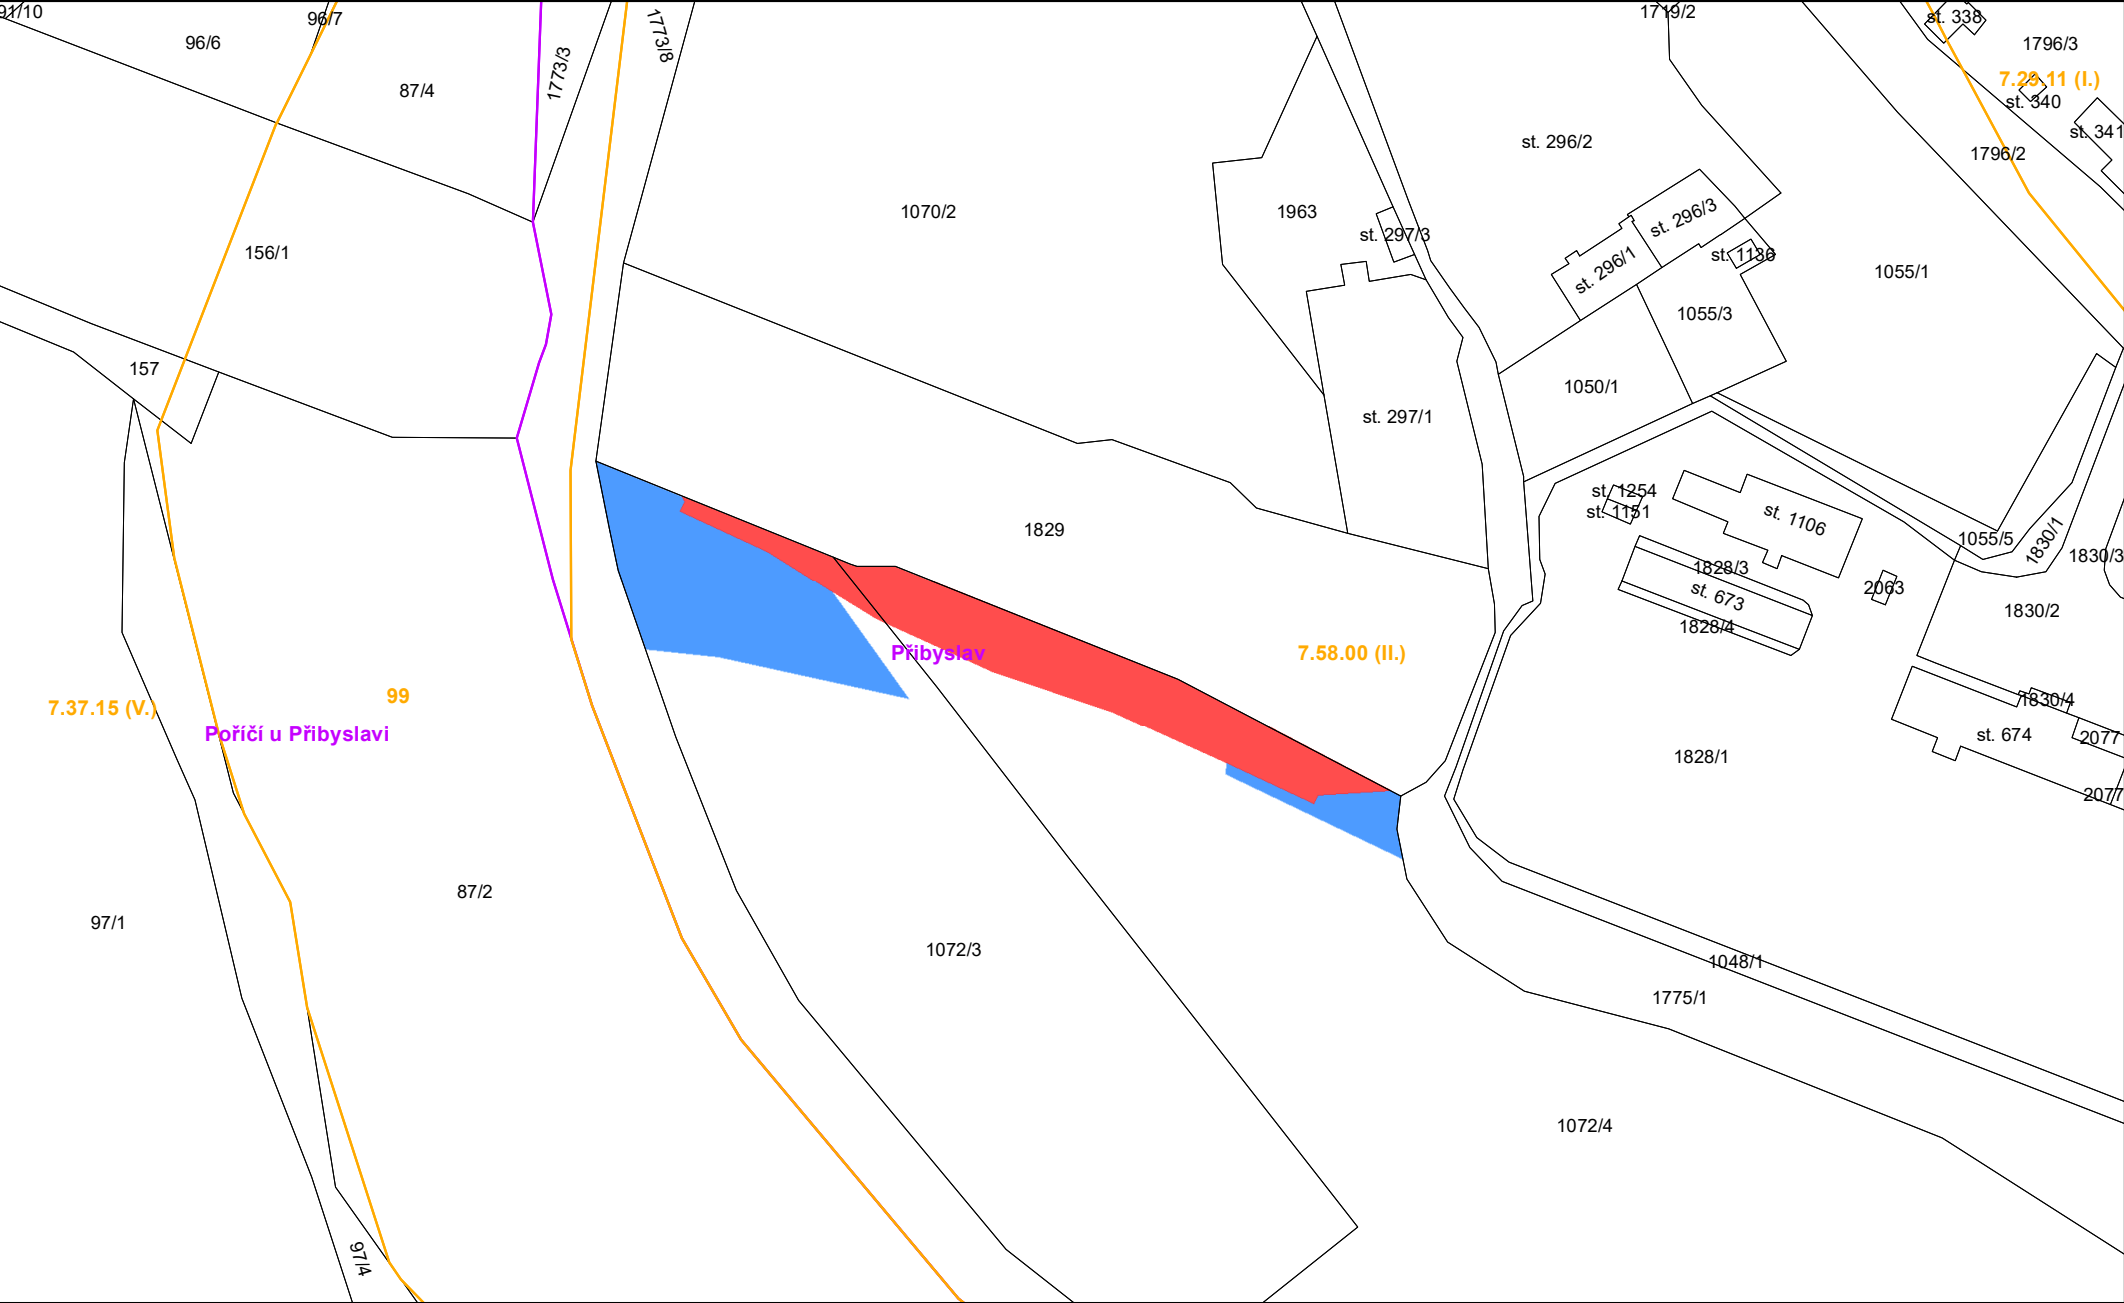 91/10
96/7
1719/2
st. 338
96/6
1773/8
1796/3
87/4
1773/3
7.29.11 (I.)
st. 340
st. 341
st. 296/2
1796/2
1070/2
1963
st. 296/3
st. 297/3
156/1
st. 296/1
st. 1136
1055/1
1055/3
157
1050/1
st. 297/1
st. 1254
st. 1151
st. 1106
1829
1055/5
1830/1
1830/3
1828/3
2063
st. 673
1830/2
1828/4
Přibyslav
7.58.00 (II.)
99
7.37.15 (V.)
1830/4
Poříčí u Přibyslavi
st. 674
2077
1828/1
2077
87/2
97/1
1072/3
1048/1
1775/1
1072/4
97/4